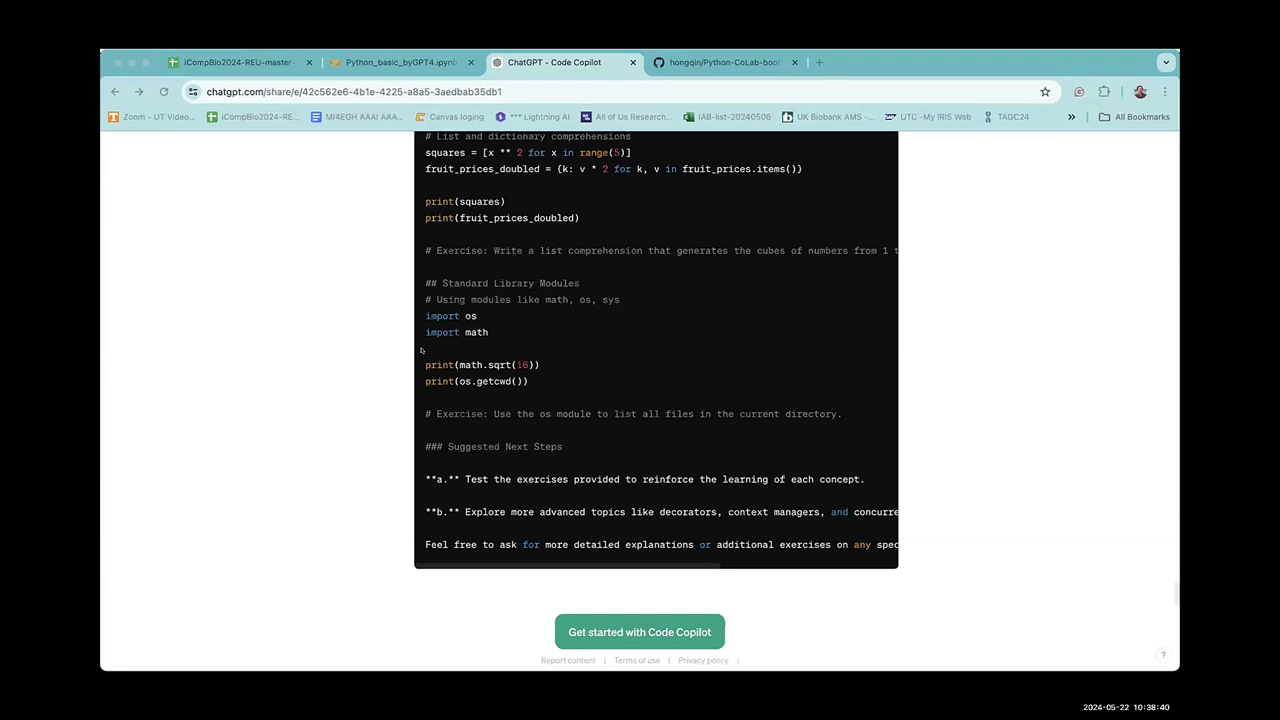 iCompBio2024-REU-master-
Python_basic_byGPT4.ipynb
ChatGPT - Code Copilot
hongqin/Python-CoLab-boot
chatgpt.com/share/e/42c562e6-4b1e-4225-a8a5-3aedbab35db1
Zoom - UT Video...
iCompBio2024-RE...
MI4EGH AAAI AAA...
Canvas loging
*** Lightning AI
All of Us Research...
IAB-list-20240506
UK Biobank AMS -...
UTC -My IRIS Web
TAGC24
»
All Bookmarks
# List and dictionary comprehensions
squares = [x ** 2 for x in range(5)]
fruit_prices_doubled = {k: v * 2 for k, v in fruit_prices.items()}
print(squares)
print(fruit_prices_doubled)
# Exercise: Write a list comprehension that generates the cubes of numbers from 1 t
## Standard Library Modules
# Using modules like math, os, sys
import os
import math
print(math.sqrt(16))
print(os.getcwd())
# Exercise: Use the os module to list all files in the current directory.
### Suggested Next Steps
**a.** Test the exercises provided to reinforce the learning of each concept.
**b.** Explore more advanced topics like decorators, context managers, and concurre
Feel free to ask for more detailed explanations or additional exercises on any spec
Get started with Code Copilot
Report content | Terms of use | Privacy policy |
?
2024-05-22 10:38:40